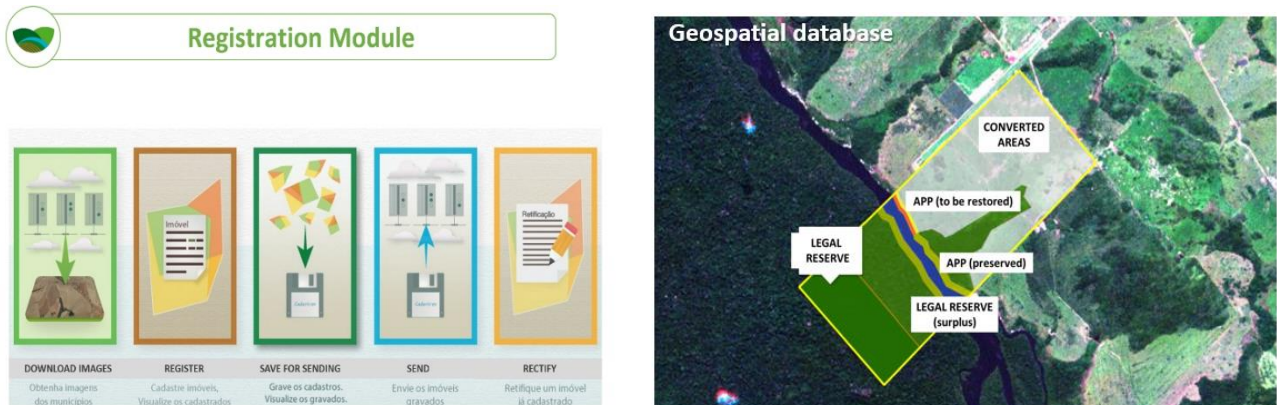 Registration Module
Imóvel
Cadastros
Cadastros
Retificação
DOWNLOAD IMAGES
Obtenha imagens
dos municípios
REGISTER
Cadastre imóveis,
Visualize os cadastrados
SAVE FOR SENDING
Grave os cadastros.
Visualize os gravados.
SEND
Envie os imóveis
gravados
RECTIFY
Retifique um imóvel
já cadastrado
Geospatial database
CONVERTED
AREAS
APP (to be restored)
LEGAL
RESERVE
APP (preserved)
LEGAL RESERVE
(surplus)